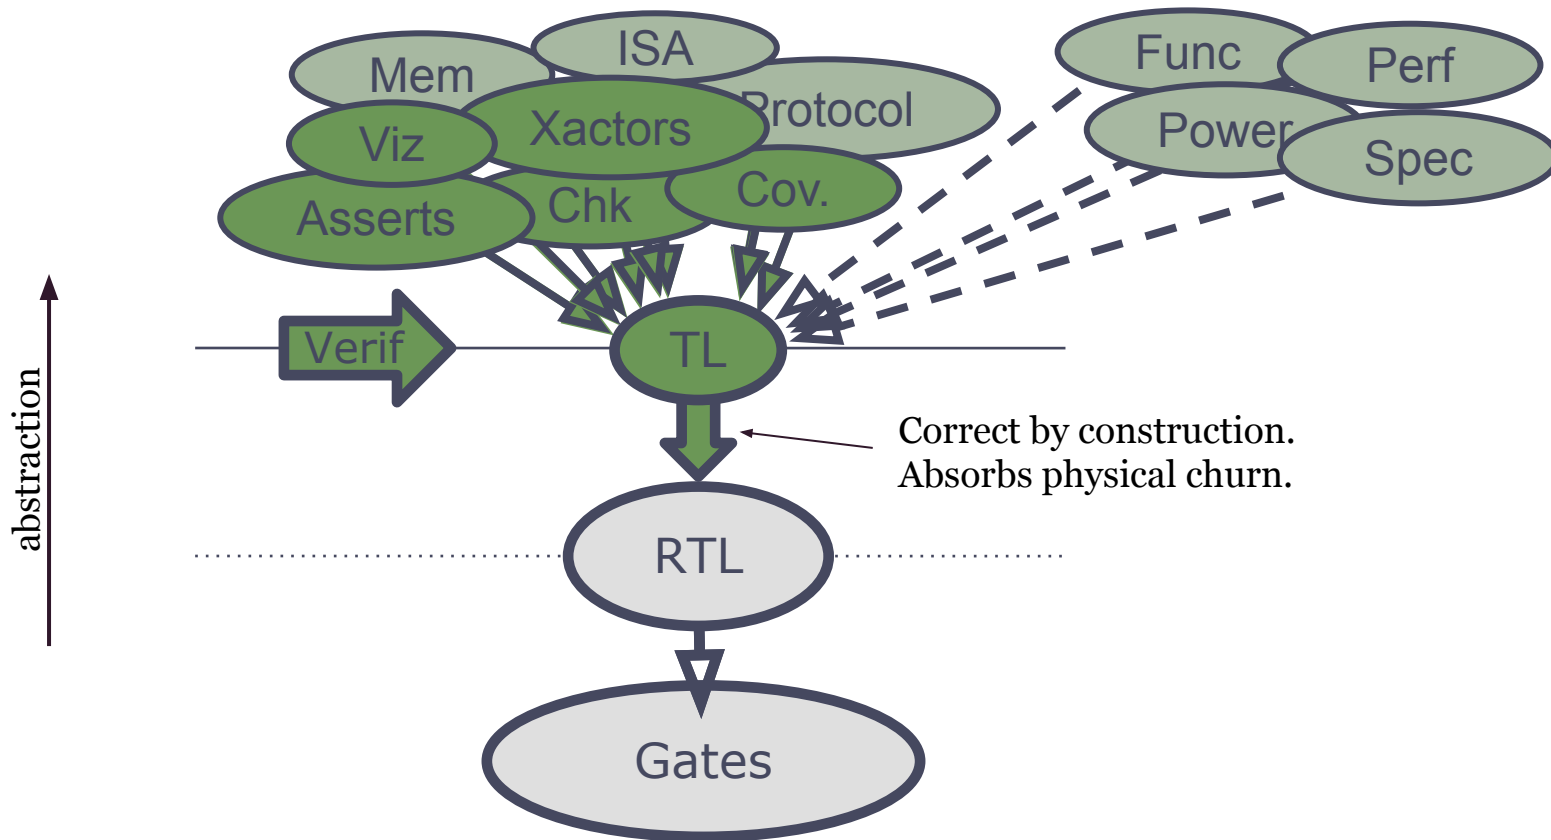 ISA
Mem
Protocol
Xactors
Viz
Cov.
Chk
Asserts
Func
Perf
Power
Spec
abstraction
Verif
TL
Correct by construction.
Absorbs physical churn.
RTL
Gates